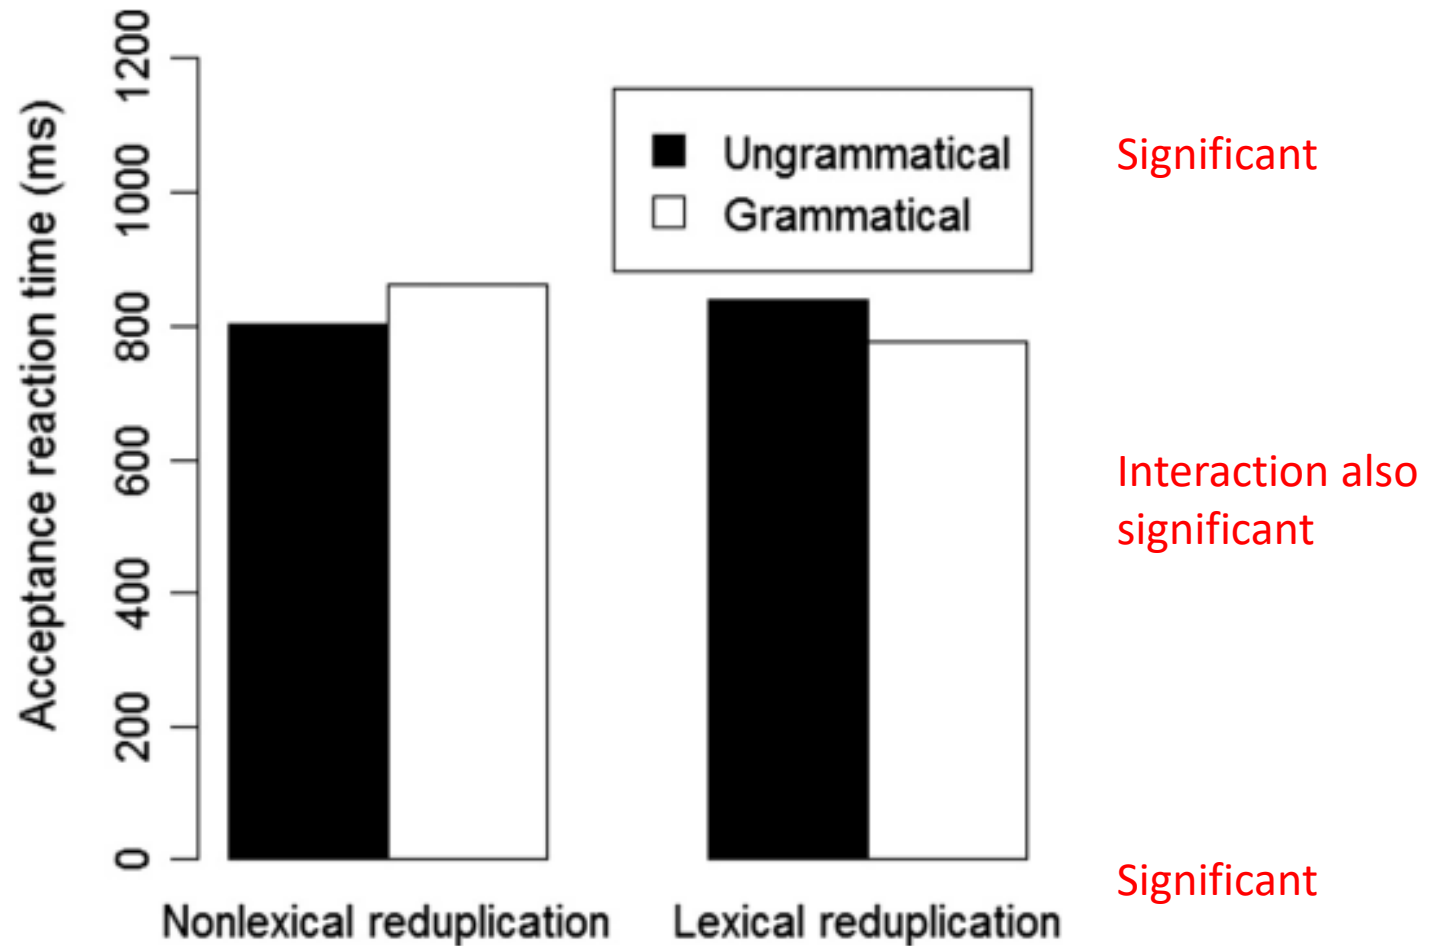 Acceptance reaction time (ms)
1200
1000
800
600
400
200
0
Ungrammatical
Grammatical
Significant
Interaction also
significant
Significant
Nonlexical reduplication
Lexical reduplication